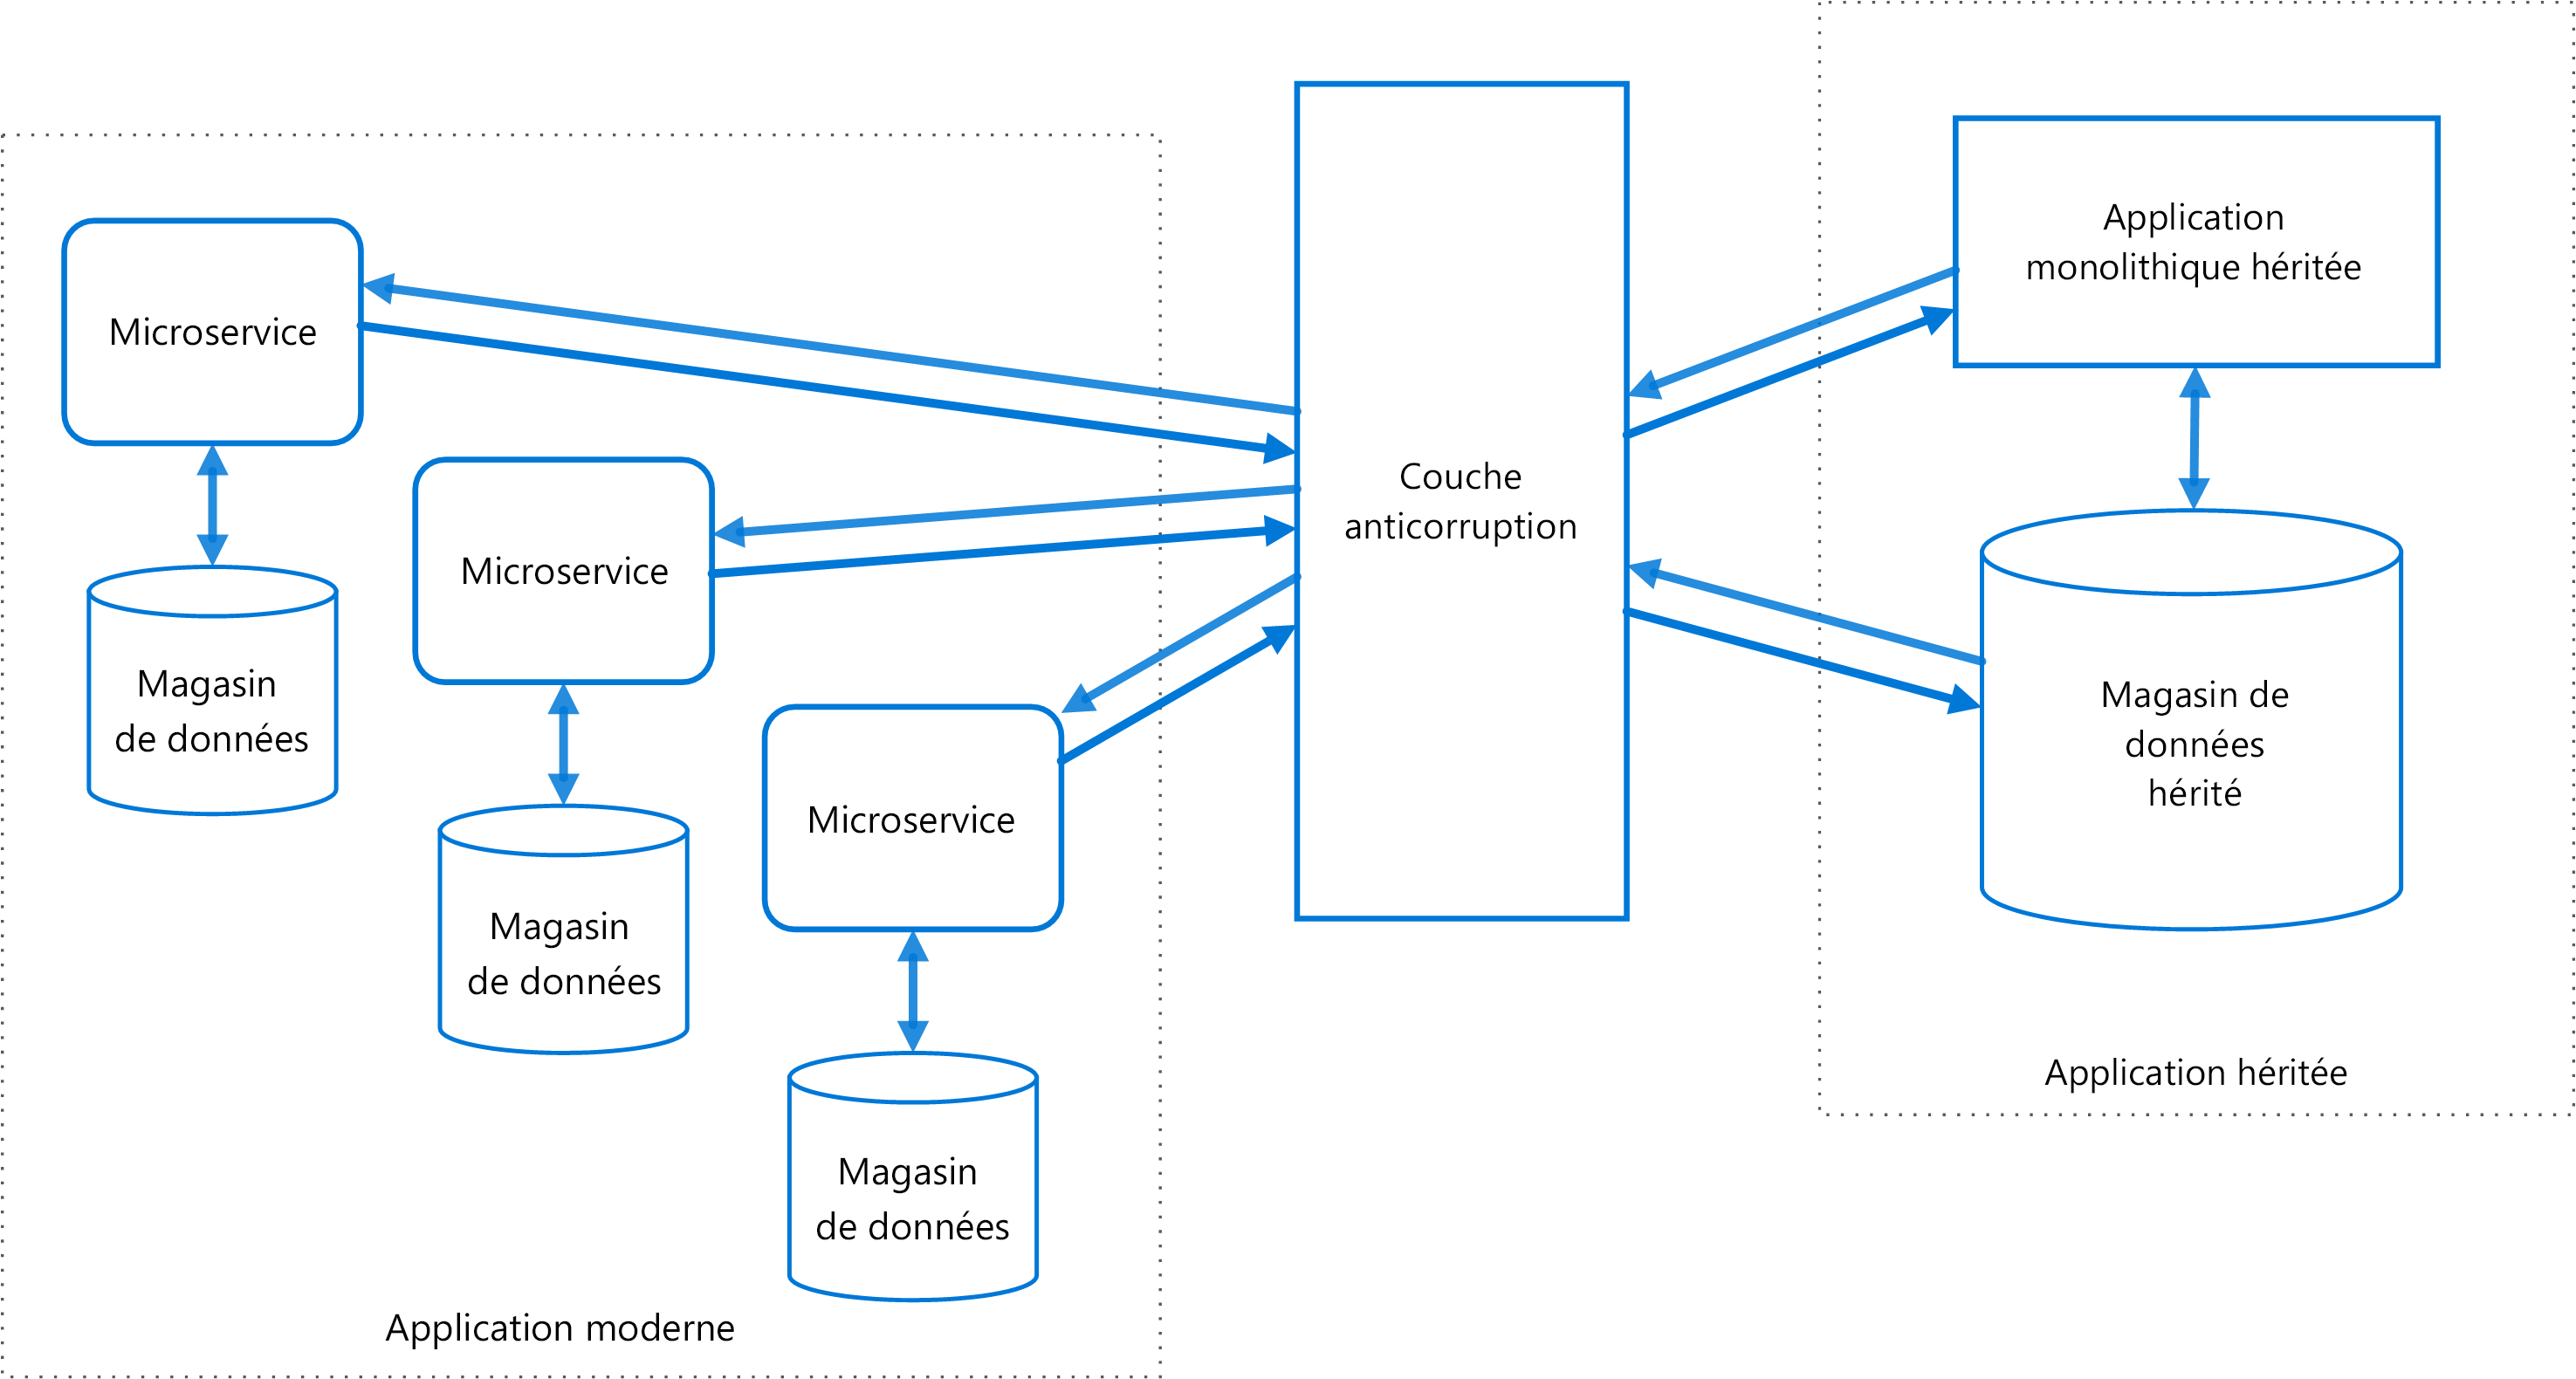 Microservice
Magasin
de données
Microservice
Magasin
de données
Microservice
Magasin
de données
Application moderne
Couche
anticorruption
Application
monolithique héritée
Magasin de
données
hérité
Application héritée